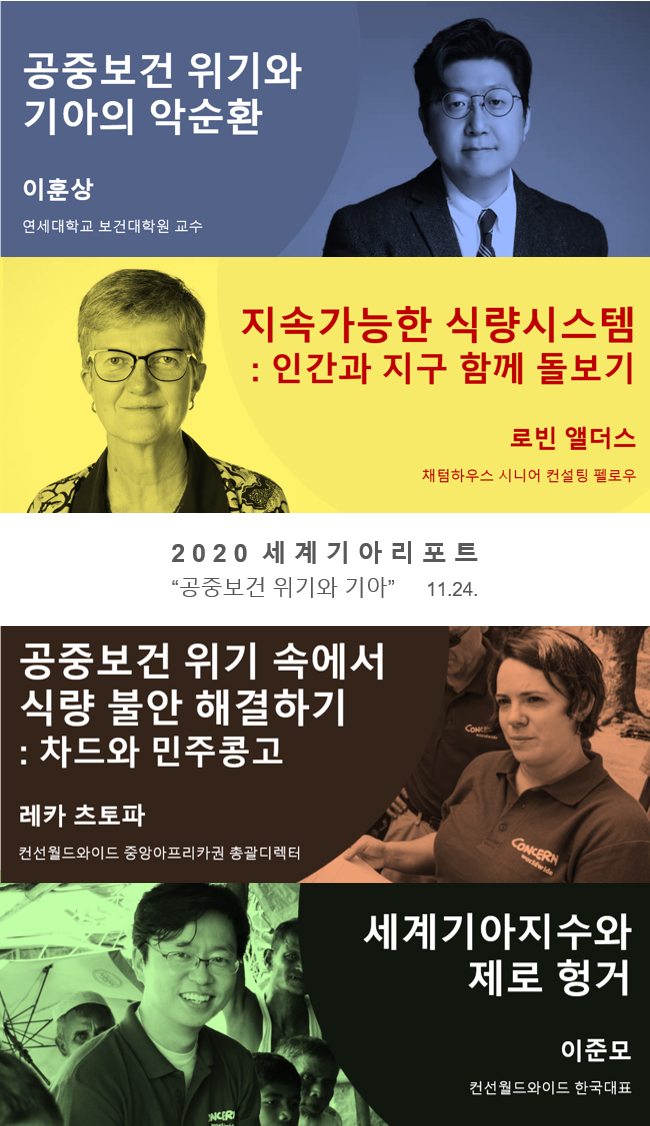 공중보건 위기와
기아의 악순환
이훈상
연세대학교 보건대학원 교수
지속가능한 식량시스템
: 인간과 지구 함께 돌보기
로빈 앨더스
채텀하우스 시니어 컨설팅 펠로우
2020 세계기아리포트
“공중보건 위기와 기아” 11.24.
공중보건 위기 속에서
식량 불안 해결하기
: 차드와 민주콩고
레카 츠토파
컨선월드와이드 중앙아프리카권 총괄디렉터
CONCERN
CONCERN
worldwide
세계기아지수와
제로 헝거
이준모
컨선월드와이드 한국대표
CONCERN